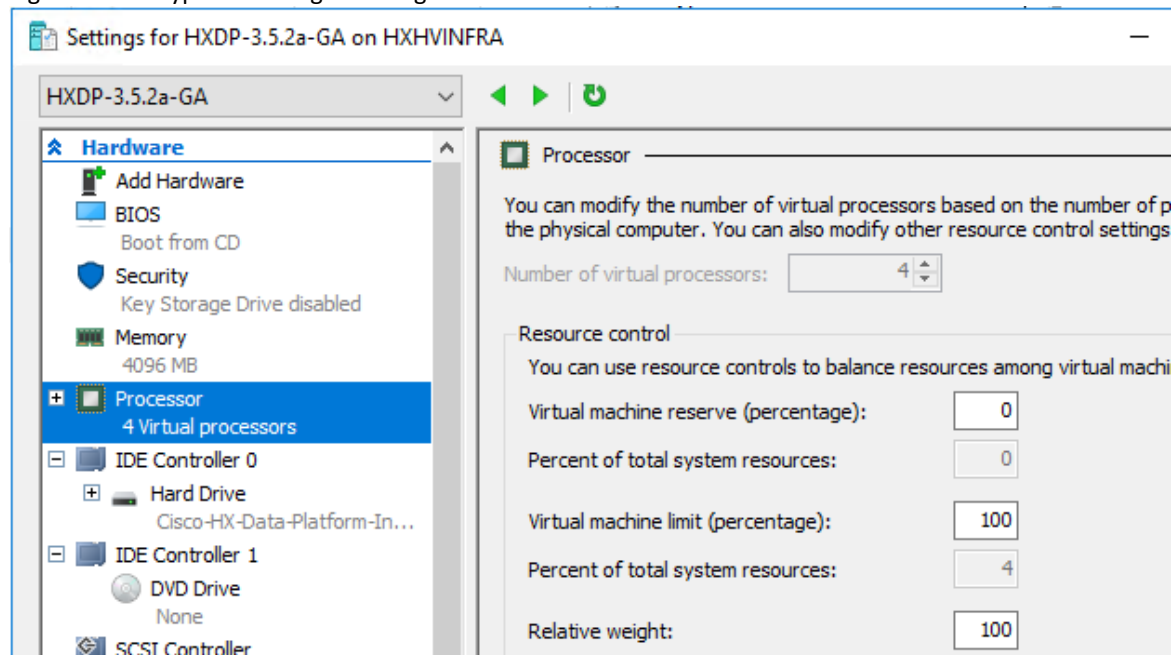 Settings for HXDP-3.5.2a-GA on HXHVINFRA
HXDP-3.5.2a-GA
Hardware
Add Hardware
BIOS
Boot from CD
Security
Key Storage Drive disabled
Memory
4096 MB
Processor
4 Virtual processors
IDE Controller 0
Hard Drive
Cisco-HX-Data-Platform-In...
IDE Controller 1
DVD Drive
None
SCSI Controller
Processor
You can modify the number of virtual processors based on the number of p
the physical computer. You can also modify other resource control settings
Number of virtual processors: 4
Resource control
You can use resource controls to balance resources among virtual machi
Virtual machine reserve (percentage): 0
Percent of total system resources: 0
Virtual machine limit (percentage): 100
Percent of total system resources: 4
Relative weight: 100